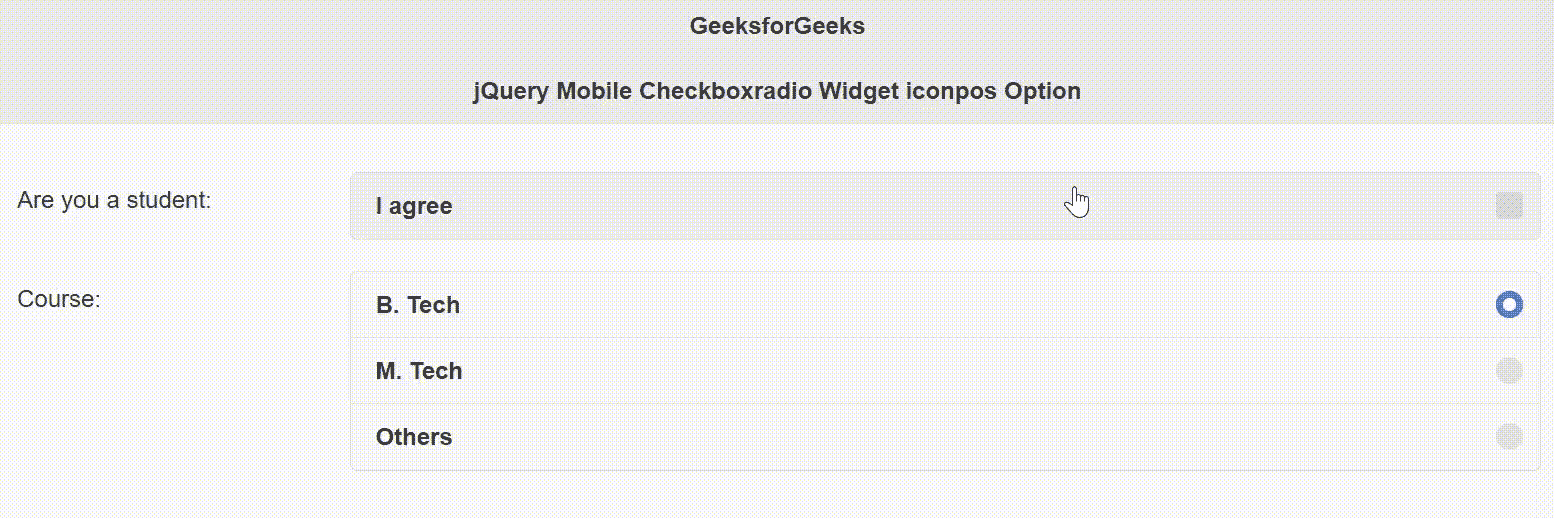 GeeksforGeeks
jQuery Mobile Checkboxradio Widget iconpos Option
Are you a student:
I agree
Course:
B. Tech
M. Tech
Others